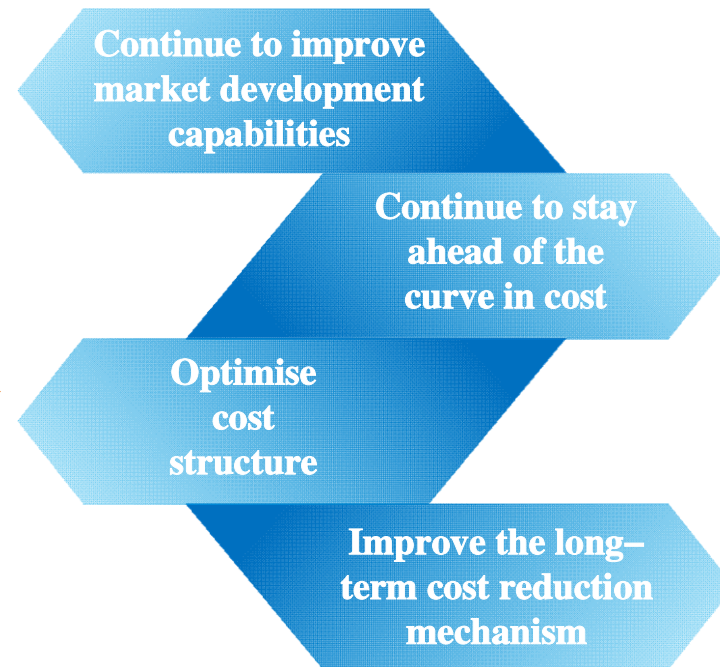 Continue to improve
market development
capabilities
Continue to stay
ahead of the
curve in cost
Optimise
cost
structure
Improve the long–
term cost reduction
mechanism